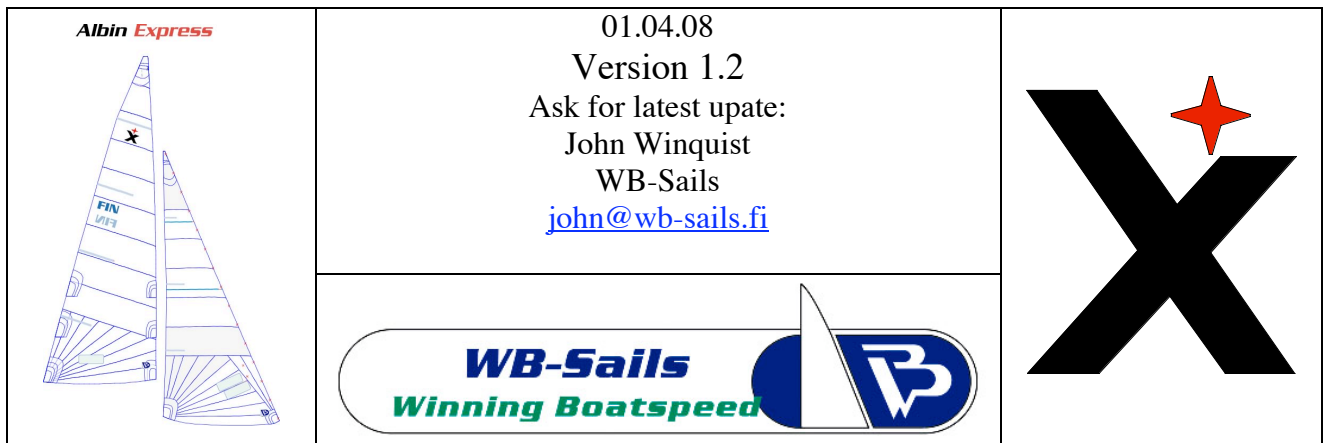 Albin Express
FIN
FIN
01.04.08
Version 1.2
Ask for latest upate:
John Winquist
WB-Sails
john@wb-sails.fi
WB-Sails
Winning Boatspeed